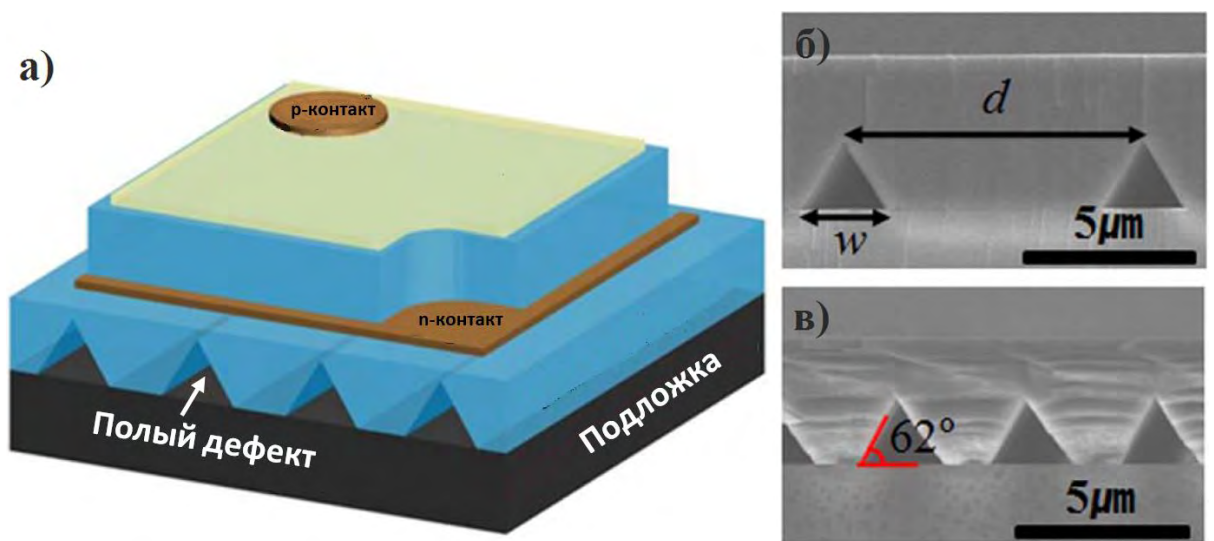 а)
р-контакт
n-контакт
Полый дефект
Подложка
б)
d
w
5μm
в)
62°
5μm